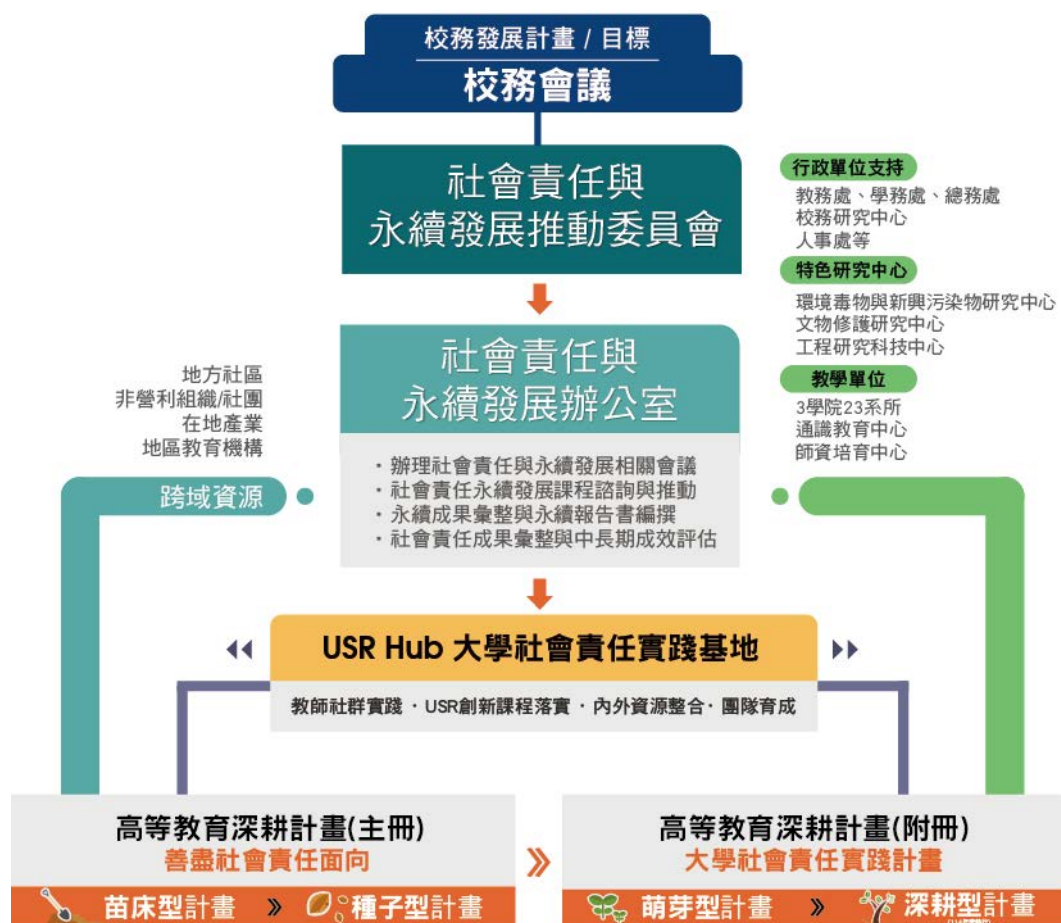 校務發展計畫 / 目標
校務會議
社會責任與
永續發展推動委員會
行政單位支持
教務處、學務處、總務處
校務研究中心
人事處等
特色研究中心
環境毒物與新興污染物研究中心
文物修護研究中心
工程研究科技中心
教學單位
3學院23系所
通識教育中心
師資培育中心
社會責任與
永續發展辦公室
・辦理社會責任與永續發展相關會議
・社會責任永續發展課程諮詢與推動
・永續成果彙整與永續報告書編撰
・社會責任成果彙整與中長期成效評估
地方社區
非營利組織/社團
在地產業
地區教育機構
跨域資源
USR Hub 大學社會責任實踐基地
教師社群實踐・USR創新課程落實・內外資源整合・團隊育成
高等教育深耕計畫(主冊)
善盡社會責任面向
苗床型計畫 » 種子型計畫
»
高等教育深耕計畫(附冊)
大學社會責任實踐計畫
萌芽型計畫 » 深耕型計畫